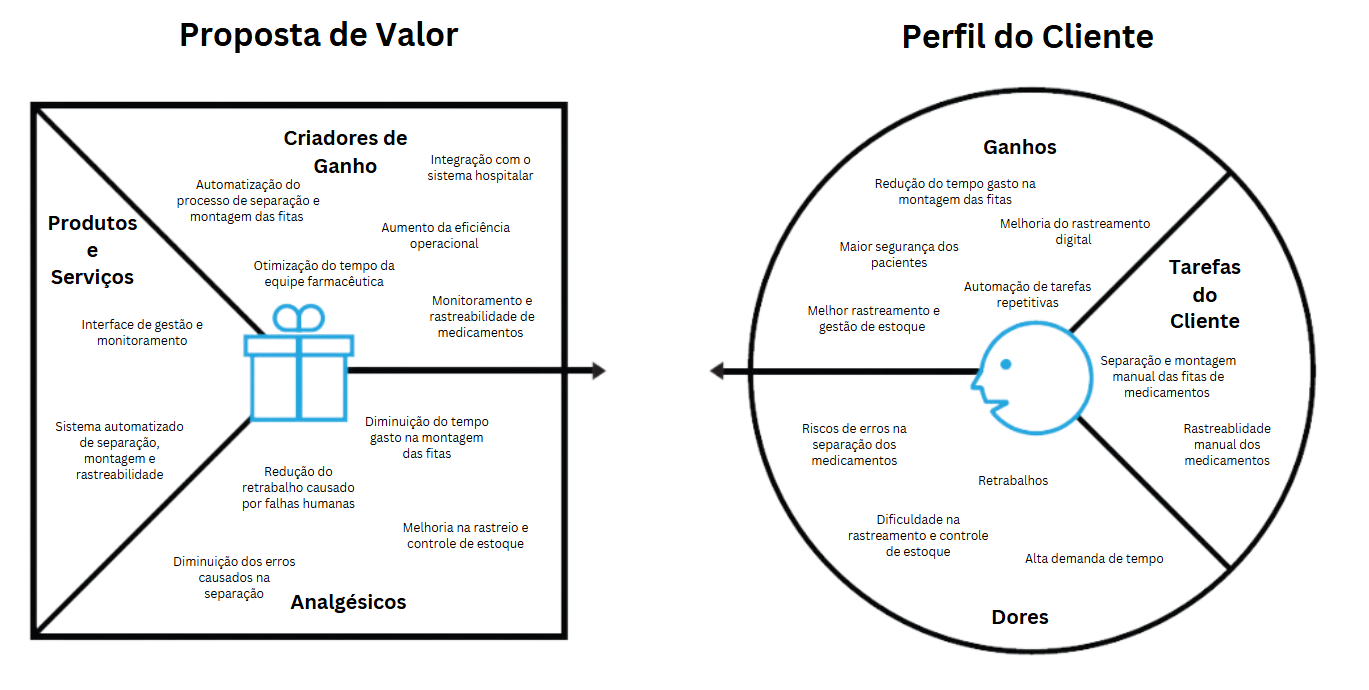 Proposta de Valor
Criadores de
Ganho
Integração com o
sistema hospitalar
Automatização do
processo de separação e
montagem das fitas
Aumento da eficiência
operacional
Otimização do tempo da
equipe farmacêutica
Monitoramento e
rastreabilidade de
medicamentos
Produtos
e
Serviços
Interface de gestão e
monitoramento
Sistema automatizado
de separação,
montagem e
rastreabilidade
Diminuição do tempo
gasto na montagem
das fitas
Redução do
retrabalho causado
por falhas humanas
Melhoria na rastreio e
controle de estoque
Diminuição dos erros
causados na
separação
Analgésicos
Perfil do Cliente
Ganhos
Redução do tempo gasto na
montagem das fitas
Melhoria do rastreamento
digital
Maior segurança dos
pacientes
Automação de tarefas
repetitivas
Melhor rastreamento e
gestão de estoque
Tarefas
do
Cliente
Separação e montagem
manual das fitas de
medicamentos
Rastreablidade
manual dos
medicamentos
Riscos de erros na
separação dos
medicamentos
Retrabalhos
Dificuldade na
rastreamento e controle
de estoque
Alta demanda de tempo
Dores